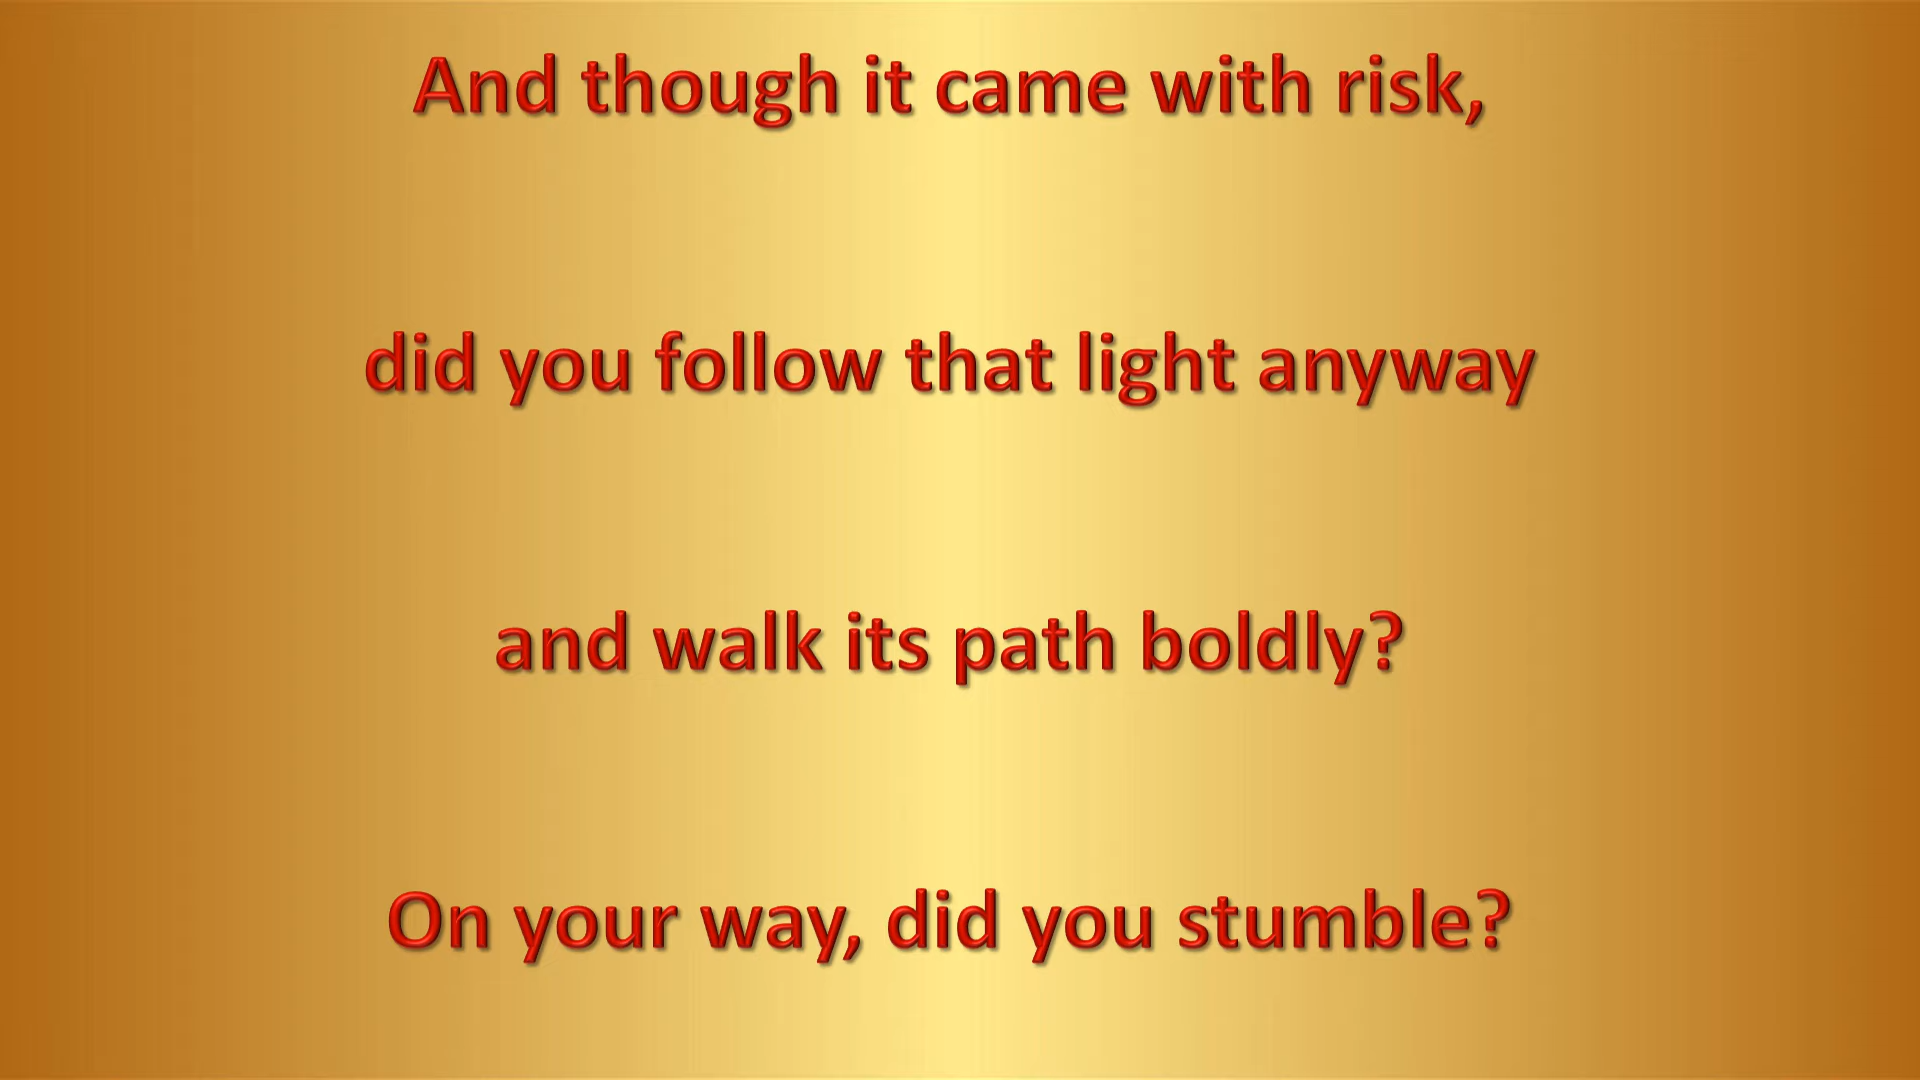 And though it came with risk,
did you follow that light anyway
and walk its path boldly?
On your way, did you stumble?